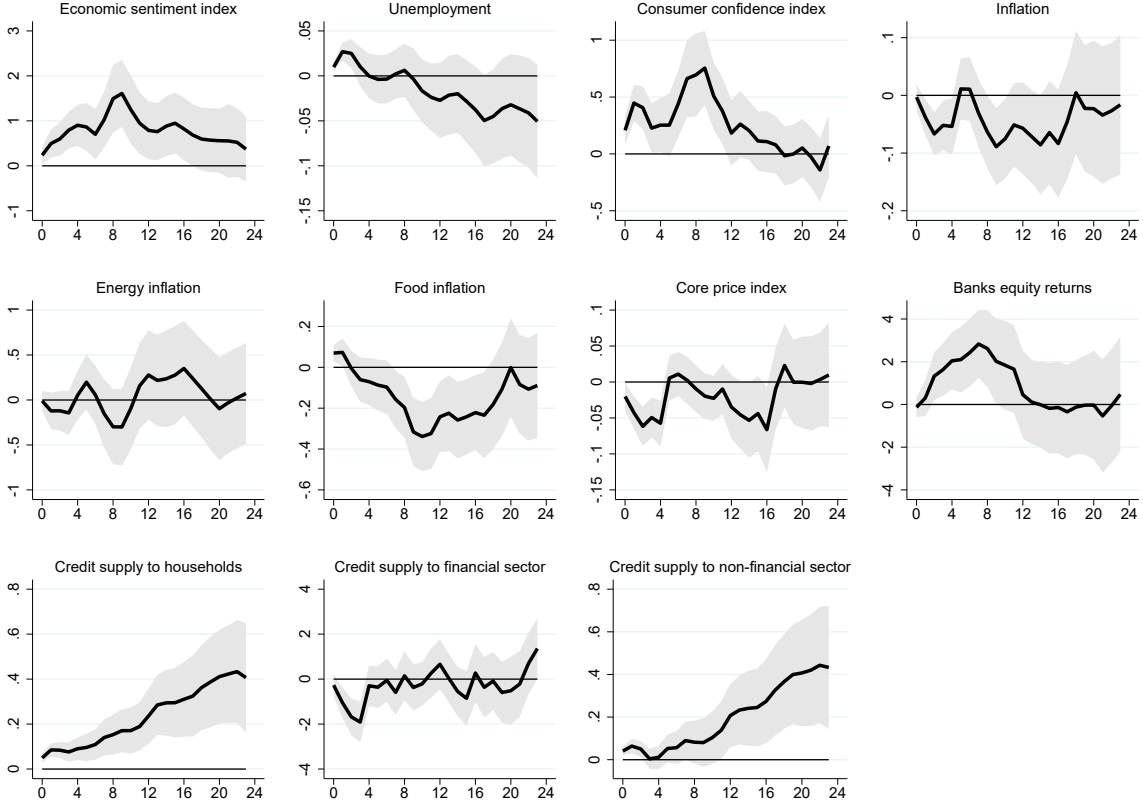 Economic sentiment index
3
2
1
0
-1
0 4 8 12 16 20 24
Unemployment
.05
0
-.05
-.1
-.15
0 4 8 12 16 20 24
Consumer confidence index
1
.5
0
-.5
0 4 8 12 16 20 24
Inflation
.1
0
-.1
-.2
0 4 8 12 16 20 24
Energy inflation
1
.5
0
-.5
-1
0 4 8 12 16 20 24
Food inflation
.2
0
-.2
-.4
-.6
0 4 8 12 16 20 24
Core price index
.1
.05
0
-.05
-.1
-.15
0 4 8 12 16 20 24
Banks equity returns
4
2
0
-2
-4
0 4 8 12 16 20 24
Credit supply to households
.8
.6
.4
.2
0
0 4 8 12 16 20 24
Credit supply to financial sector
4
2
0
-2
-4
0 4 8 12 16 20 24
Credit supply to non-financial sector
.8
.6
.4
.2
0
0 4 8 12 16 20 24